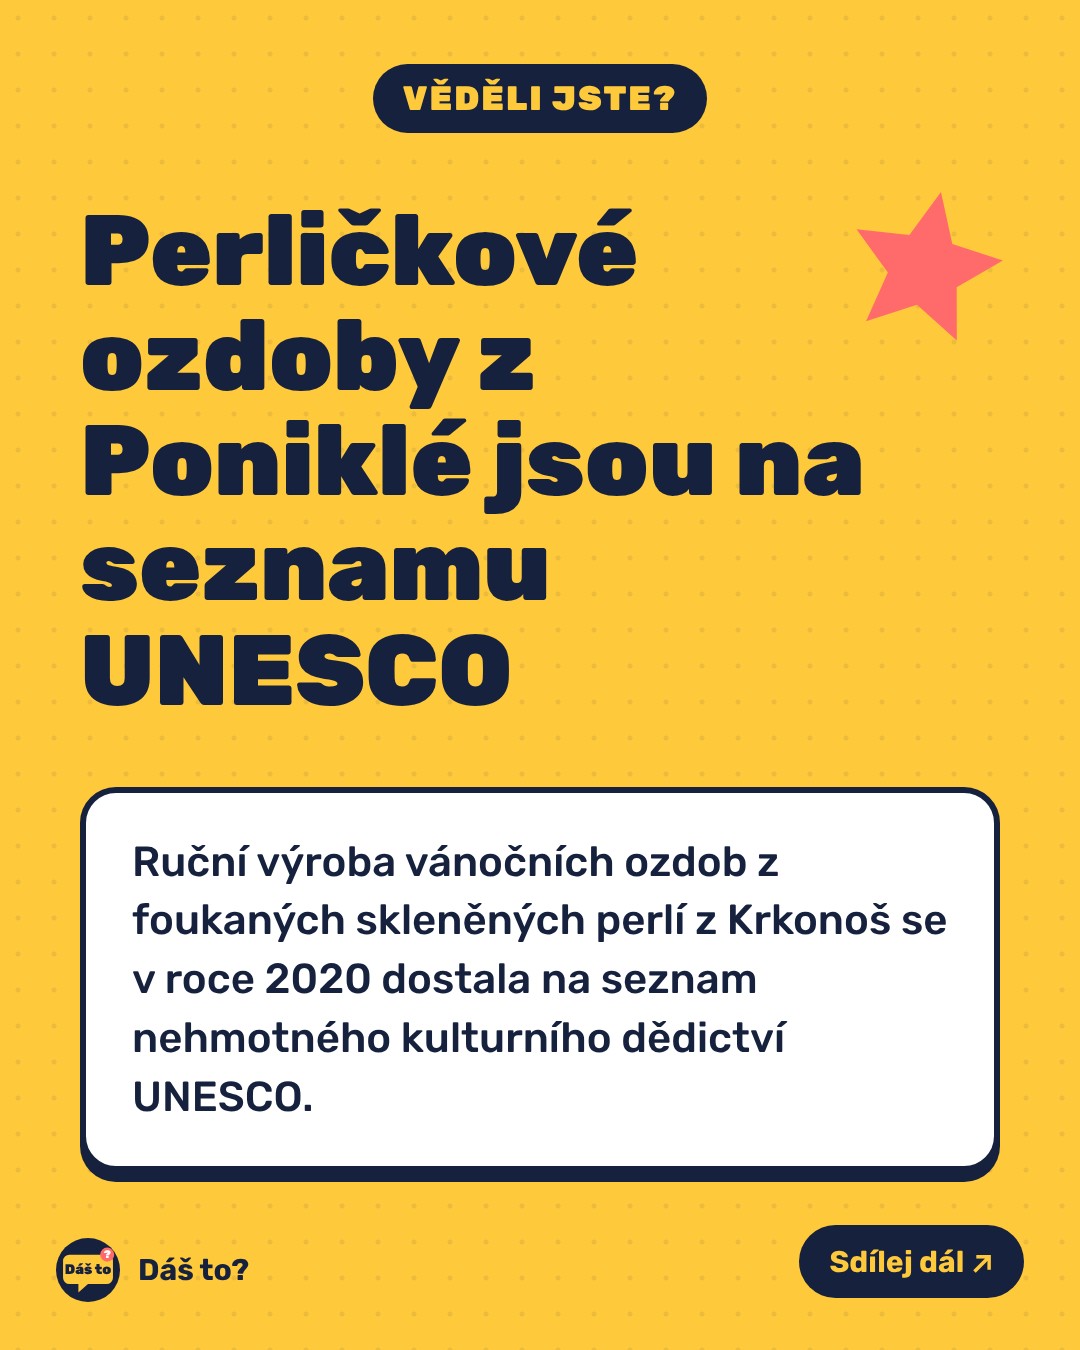 VĚDĚLI JSTE?
Perličkové
ozdoby z
Poniklé jsou na
seznamu
UNESCO
Ruční výroba vánočních ozdob z
foukaných skleněných perlí z Krkonoš se
v roce 2020 dostala na seznam
nehmotného kulturního dědictví
UNESCO.
Dáš to ?
Dáš to?
Sdílej dál ↗